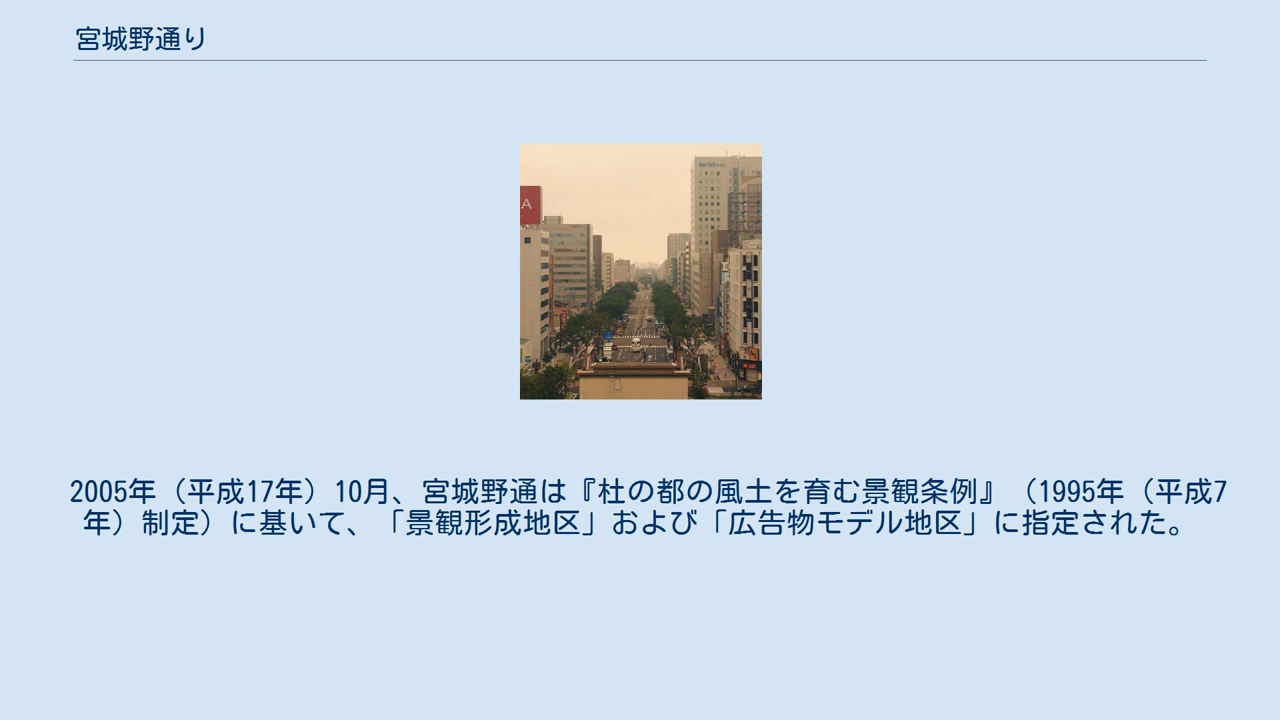 宮城野通り
A
2005年（平成17年）10月、宮城野通は『杜の都の風土を育む景観条例』（1995年（平成7
年）制定）に基いて、「景観形成地区」および「広告物モデル地区」に指定された。